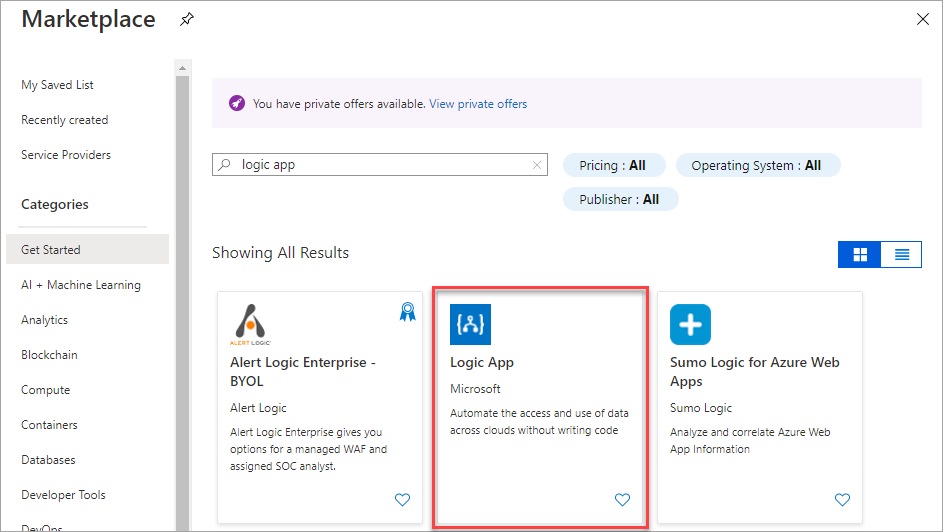 Marketplace
My Saved List
Recently created
Service Providers
Categories
Get Started
AI + Machine Learning
Analytics
Blockchain
Compute
Containers
Databases
Developer Tools
DevOps
You have private offers available. View private offers
logic app
Pricing : All
Operating System : All
Publisher : All
Showing All Results
ALERT LOGIC
Alert Logic Enterprise -
BYOL
Alert Logic
Alert Logic Enterprise gives you
options for a managed WAF and
assigned SOC analyst.
Logic App
Microsoft
Automate the access and use of data
across clouds without writing code
Sumo Logic for Azure Web
Apps
Sumo Logic
Analyze and correlate Azure Web
App Information